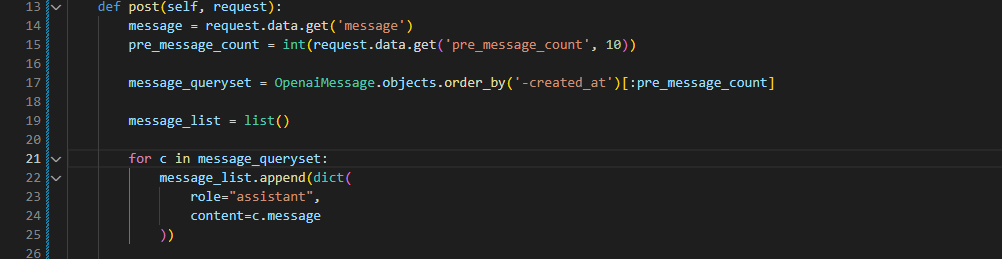 13 def post(self, request):
14 message = request.data.get('message')
15 pre_message_count = int(request.data.get('pre_message_count', 10))
16
17 message_queryset = OpenaiMessage.objects.order_by('-created_at')[:pre_message_count]
18
19 message_list = list()
20
21 for c in message_queryset:
22 message_list.append(dict(
23 role="assistant",
24 content=c.message
25 ))
26